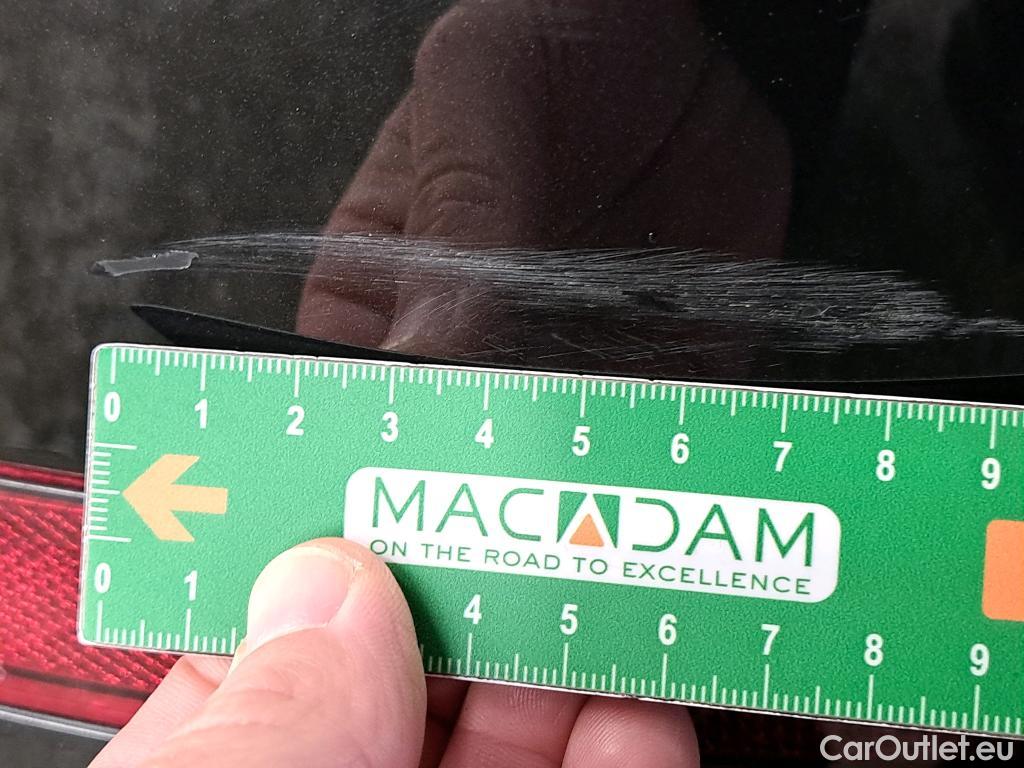 0 1 2 3 4 5 6 7 8 9
MACADAM
ON THE ROAD TO EXCELLENCE
0 1 4 5 6 7 8 9
CarOutlet.eu